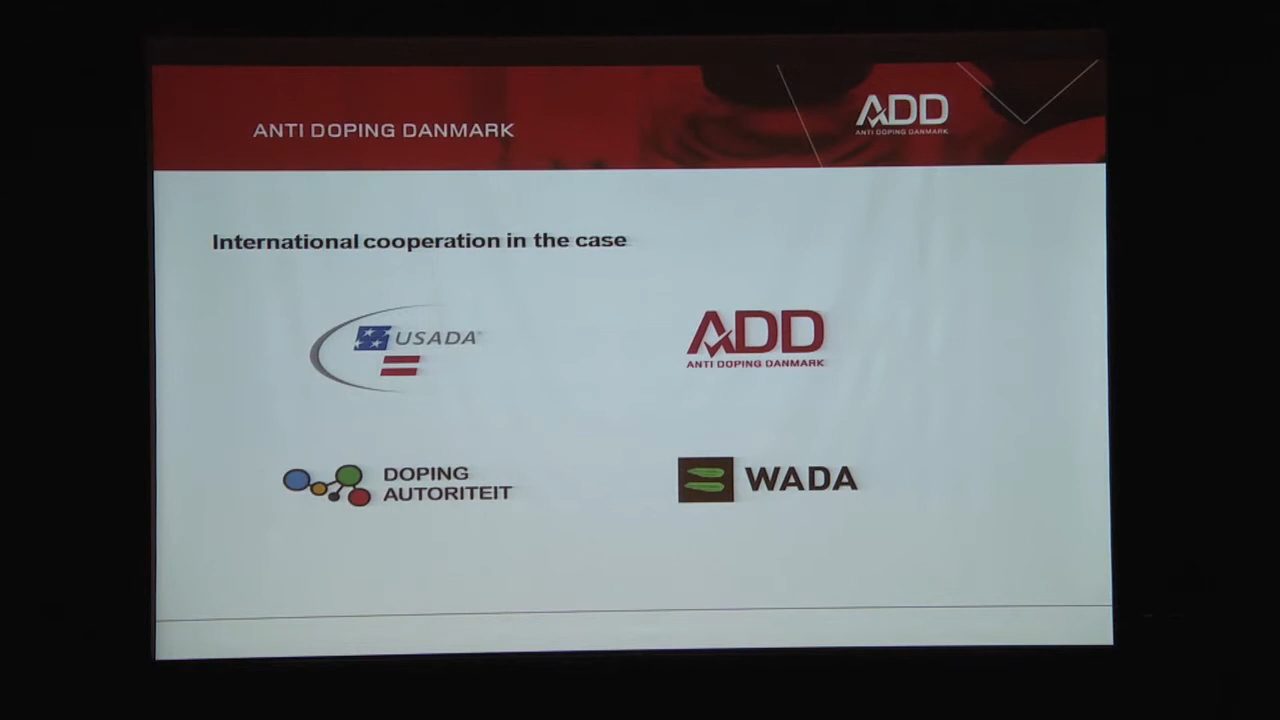 ANTI DOPING DANMARK
ADD
ANTI DOPING DANMARK
International cooperation in the case
USADA
ADD
ANTI DOPING DANMARK
DOPING
AUTORITEIT
WADA